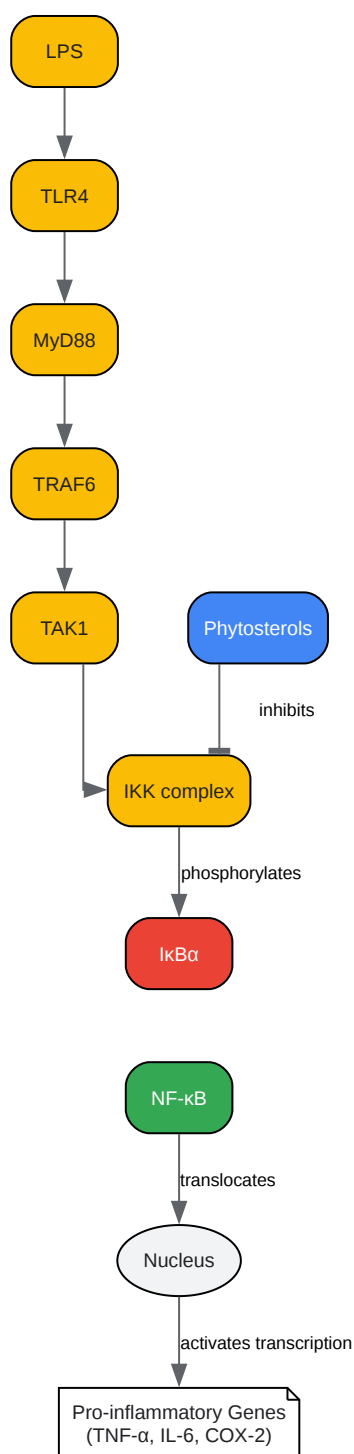 LPS
TLR4
MyD88
TRAF6
TAK1
Phytosterols
inhibits
IKK complex
phosphorylates
IκBα
NF-κB
translocates
Nucleus
activates transcription
Pro-inflammatory Genes
(TNF-α, IL-6, COX-2)